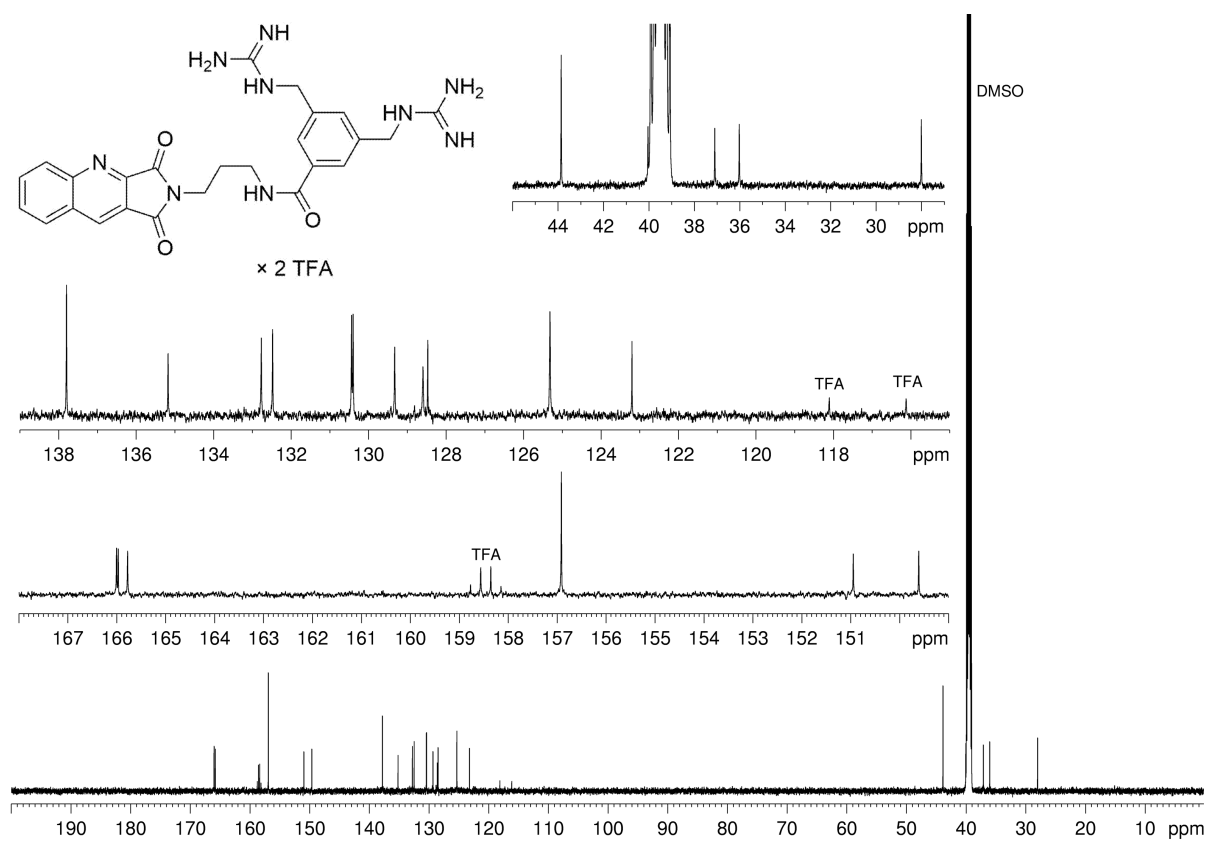 NH
H₂N
HN
NH₂
HN
NH
O
N
N
HN
O
O
× 2 TFA
44 42 40 38 36 34 32 30 ppm
DMSO
TFA TFA
138 136 134 132 130 128 126 124 122 120 118 ppm
TFA
167 166 165 164 163 162 161 160 159 158 157 156 155 154 153 152 151 ppm
190 180 170 160 150 140 130 120 110 100 90 80 70 60 50 40 30 20 10 ppm